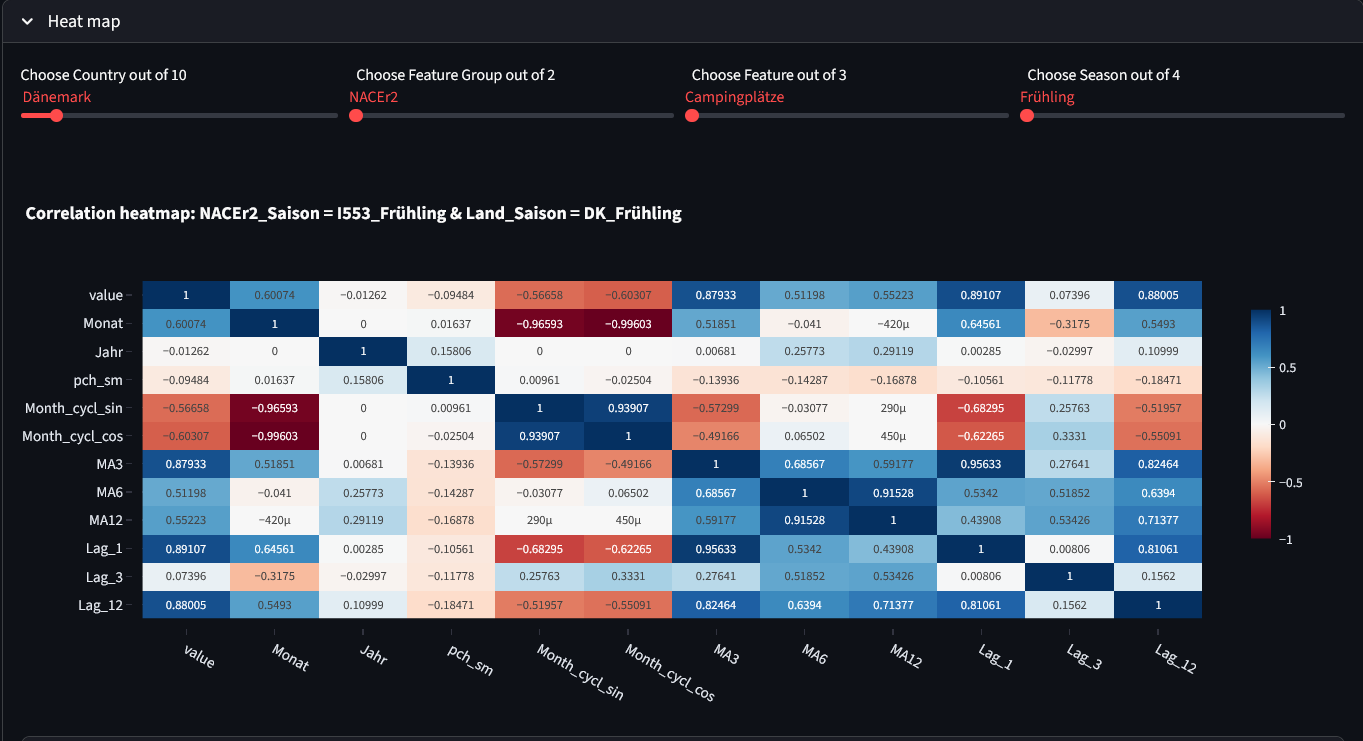 Heat map
Choose Country out of 10 Choose Feature Group out of 2 Choose Feature out of 3 Choose Season out of 4
Dänemark NACEr2 Campingplätze Frühling
Correlation heatmap: NACEr2_Saison = I553_Frühling & Land_Saison = DK_Frühling
value 1 0.60074 −0.01262 −0.09484 −0.56658 −0.60307 0.87933 0.51198 0.55223 0.89107 0.07396 0.88005
Monat 0.60074 1 0 0.01637 −0.96593 −0.99603 0.51851 −0.041 −420μ 0.64561 −0.3175 0.5493
Jahr −0.01262 0 1 0.15806 0 0 0.00681 0.25773 0.29119 0.00285 −0.02997 0.10999
pch_sm −0.09484 0.01637 0.15806 1 0.00961 −0.02504 −0.13936 −0.14287 −0.16878 −0.10561 −0.11778 −0.18471
Month_cycl_sin −0.56658 −0.96593 0 0.00961 1 0.93907 −0.57299 −0.03077 290μ −0.68295 0.25763 −0.51957
Month_cycl_cos −0.60307 −0.99603 0 −0.02504 0.93907 1 −0.49166 0.06502 450μ −0.62265 0.3331 −0.55091
MA3 0.87933 0.51851 0.00681 −0.13936 −0.57299 −0.49166 1 0.68567 0.59177 0.95633 0.27641 0.82464
MA6 0.51198 −0.041 0.25773 −0.14287 −0.03077 0.06502 0.68567 1 0.91528 0.5342 0.51852 0.6394
MA12 0.55223 −420μ 0.29119 −0.16878 290μ 450μ 0.59177 0.91528 1 0.43908 0.53426 0.71377
Lag_1 0.89107 0.64561 0.00285 −0.10561 −0.68295 −0.62265 0.95633 0.5342 0.43908 1 0.00806 0.81061
Lag_3 0.07396 −0.3175 −0.02997 −0.11778 0.25763 0.3331 0.27641 0.51852 0.53426 0.00806 1 0.1562
Lag_12 0.88005 0.5493 0.10999 −0.18471 −0.51957 −0.55091 0.82464 0.6394 0.71377 0.81061 0.1562 1
value Monat Jahr pch_sm Month_cycl_sin Month_cycl_cos MA3 MA6 MA12 Lag_1 Lag_3 Lag_12
1
0.5
0
−0.5
−1